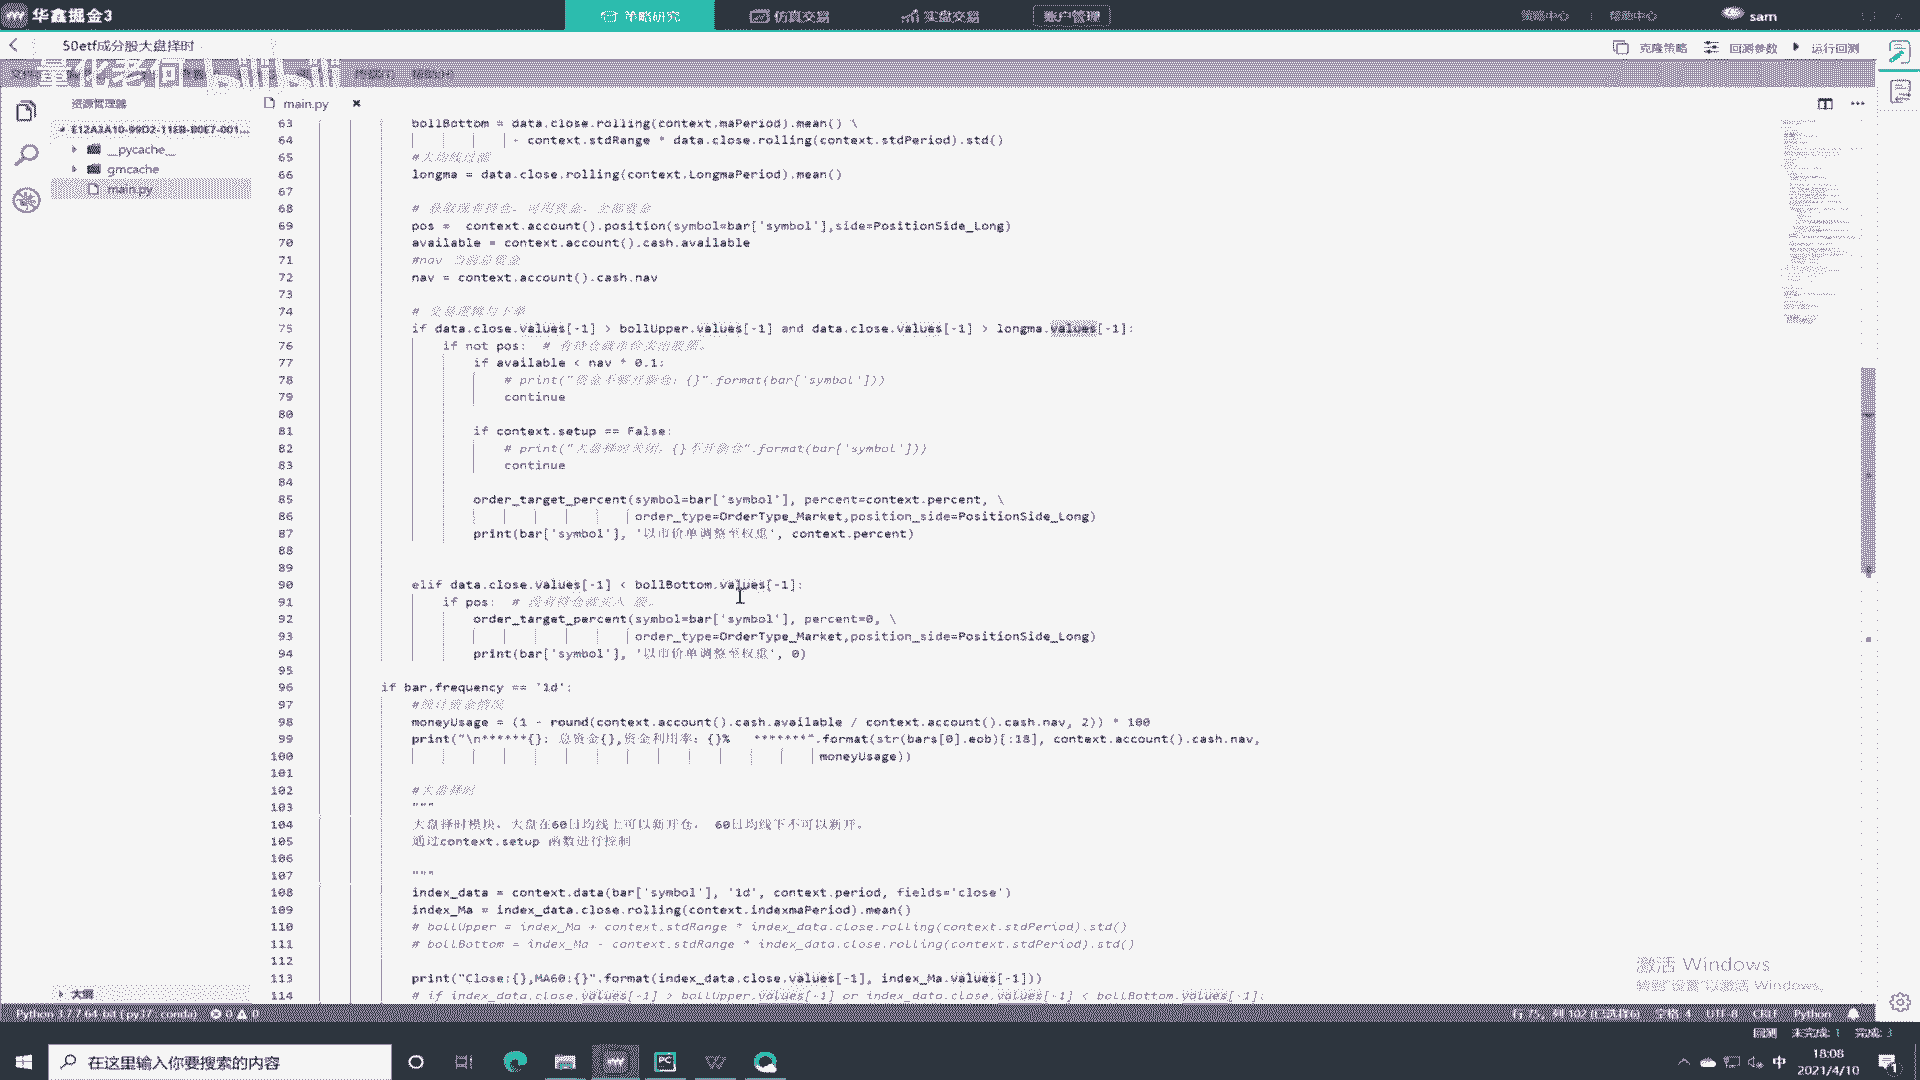 华鑫掘金3
策略研究
仿真交易
实盘交易
账户管理
策略中心
帮助中心
sam
50etf成分股大盘择时
克隆策略
回测参数
运行回测
bilibili
资源管理器
main.py
E12A3A10-99D2-11EB-B0E7-001...
__pycache__
gmcache
main.py
63 bollBottom = data.close.rolling(context.maPeriod).mean() \
64 - context.stdRange * data.close.rolling(context.stdPeriod).std()
65 #大均线过滤
66 longma = data.close.rolling(context.LongmaPeriod).mean()
67
68 # 获取现有持仓，可用资金，全部资金
69 pos = context.account().position(symbol=bar['symbol'],side=PositionSide_Long)
70 available = context.account().cash.available
71 #nav 当前总资金
72 nav = context.account().cash.nav
73
74 # 交易逻辑与下单
75 if data.close.values[-1] > bollUpper.values[-1] and data.close.values[-1] > longma.values[-1]:
76 if not pos: # 有持仓就市价卖出股票。
77 if available < nav * 0.1:
78 # print("资金不够开新仓：{}".format(bar['symbol']))
79 continue
80
81 if context.setup == False:
82 # print("大盘择时关闭，{}不开新仓".format(bar['symbol']))
83 continue
84
85 order_target_percent(symbol=bar['symbol'], percent=context.percent, \
86 order_type=OrderType_Market,position_side=PositionSide_Long)
87 print(bar['symbol'], '以市价单调整至权重', context.percent)
88
89
90 elif data.close.values[-1] < bollBottom.values[-1]:
91 if pos: # 没有持仓就买入 股。
92 order_target_percent(symbol=bar['symbol'], percent=0, \
93 order_type=OrderType_Market,position_side=PositionSide_Long)
94 print(bar['symbol'], '以市价单调整至权重', 0)
95
96 if bar.frequency == '1d':
97 #统计资金情况
98 moneyUsage = (1 - round(context.account().cash.available / context.account().cash.nav, 2)) * 100
99 print("\n******{}: 总资金{},资金利用率：{}% *******".format(str(bars[0].eob)[:18], context.account().cash.nav,
100 moneyUsage))
101
102 #大盘择时
103 """
104 大盘择时模块，大盘在60日均线上可以新开仓， 60日均线下不可以新开。
105 通过context.setup 函数进行控制
106
107 """
108 index_data = context.data(bar['symbol'], '1d', context.period, fields='close')
109 index_Ma = index_data.close.rolling(context.indexmaPeriod).mean()
110 # bollUpper = index_Ma + context.stdRange * index_data.close.rolling(context.stdPeriod).std()
111 # bollBottom = index_Ma - context.stdRange * index_data.close.rolling(context.stdPeriod).std()
112
113 print("Close:{},MA60:{}".format(index_data.close.values[-1], index_Ma.values[-1]))
114 # if index_data.close.values[-1] > bollUpper.values[-1] or index_data.close.values[-1] < bollBottom.values[-1]:
大纲
激活 Windows
转到"设置"以激活 Windows。
Python 3.7.7 64-bit ('py37': conda)
0 0
行 75，列 102 (已选择6)
空格: 4
UTF-8
CRLF
Python
回测
未完成: 1
完成: 3
在这里输入你要搜索的内容
中
18:08
2021/4/10